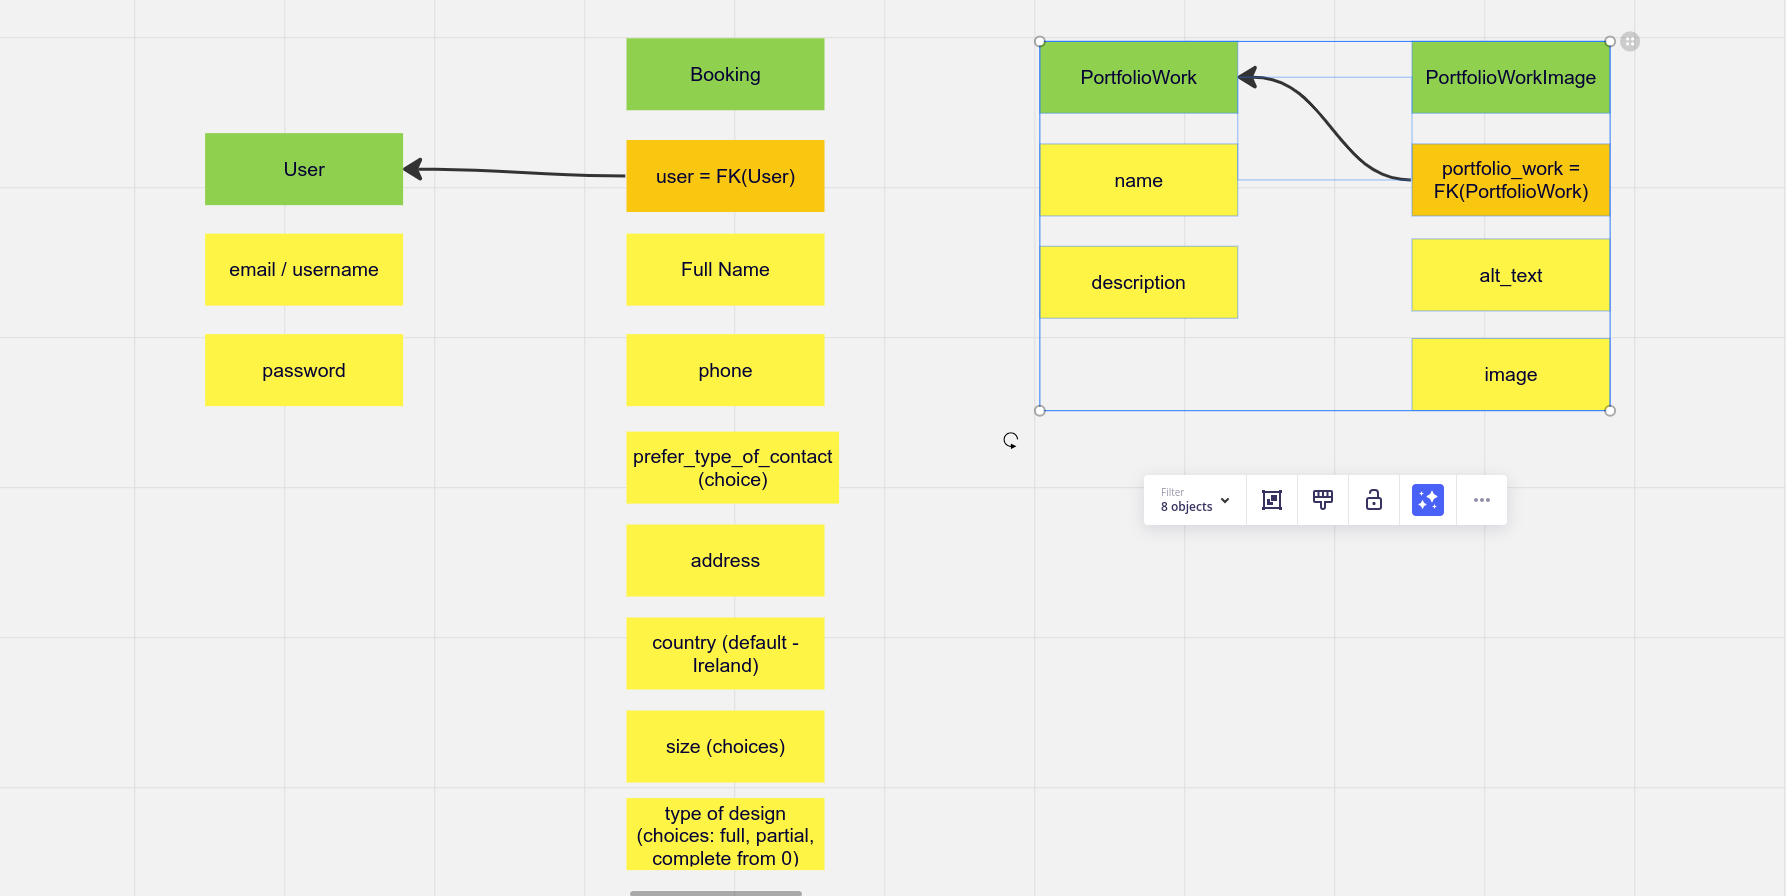 User
email / username
password
Booking
user = FK(User)
Full Name
phone
prefer_type_of_contact
(choice)
address
country (default -
Ireland)
size (choices)
type of design
(choices: full, partial,
complete from 0)
PortfolioWork
name
description
PortfolioWorkImage
portfolio_work =
FK(PortfolioWork)
alt_text
image
Filter
8 objects